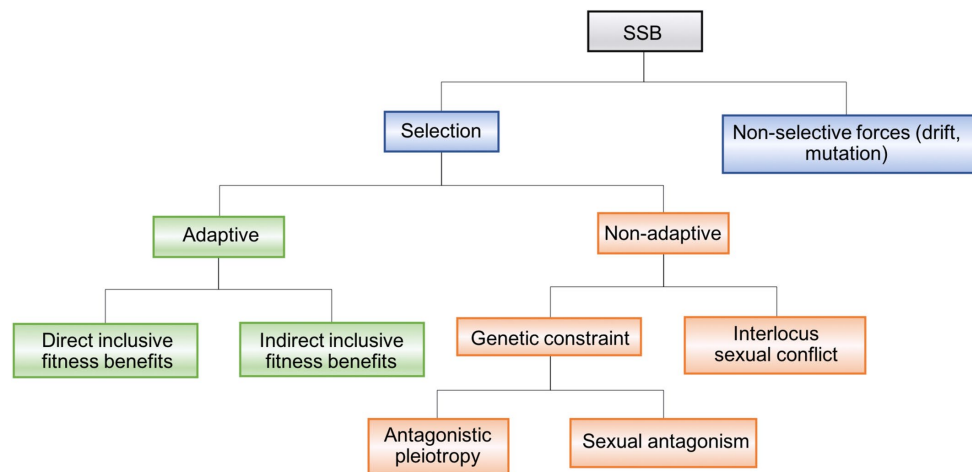 SSB
Selection
Non-selective forces (drift,
mutation)
Adaptive
Non-adaptive
Direct inclusive
fitness benefits
Indirect inclusive
fitness benefits
Genetic constraint
Interlocus
sexual conflict
Antagonistic
pleiotropy
Sexual antagonism